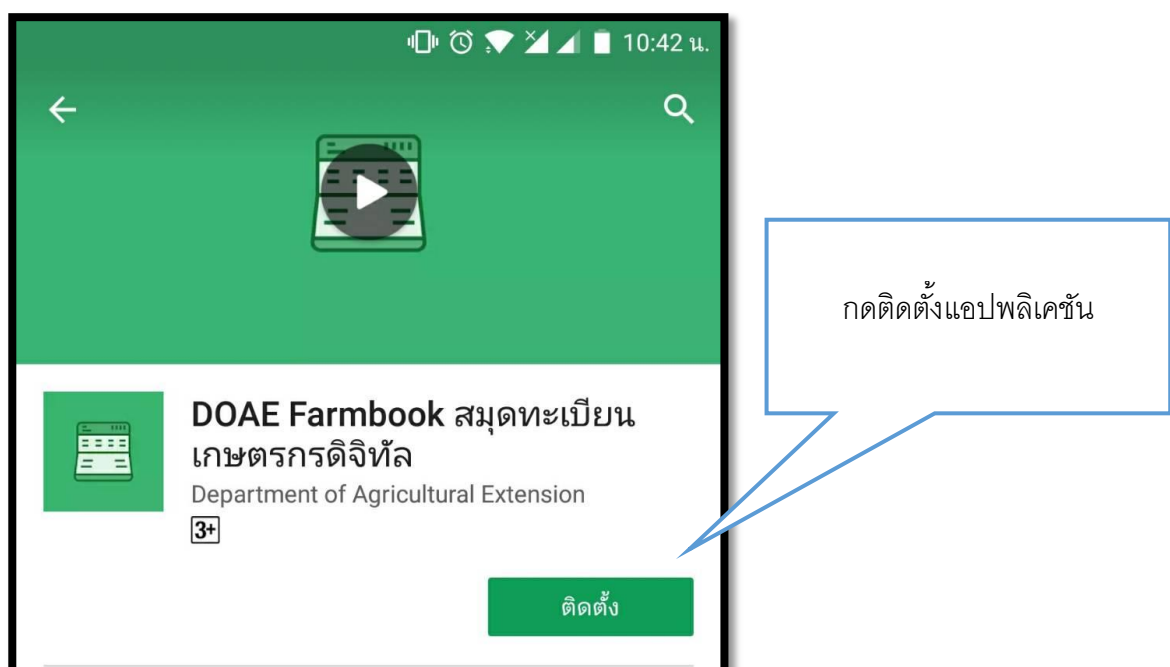 10:42 น.
DOAE Farmbook สมุดทะเบียน
เกษตรกรดิจิทัล
Department of Agricultural Extension
3+
ติดตั้ง
กดติดตั้งแอปพลิเคชัน